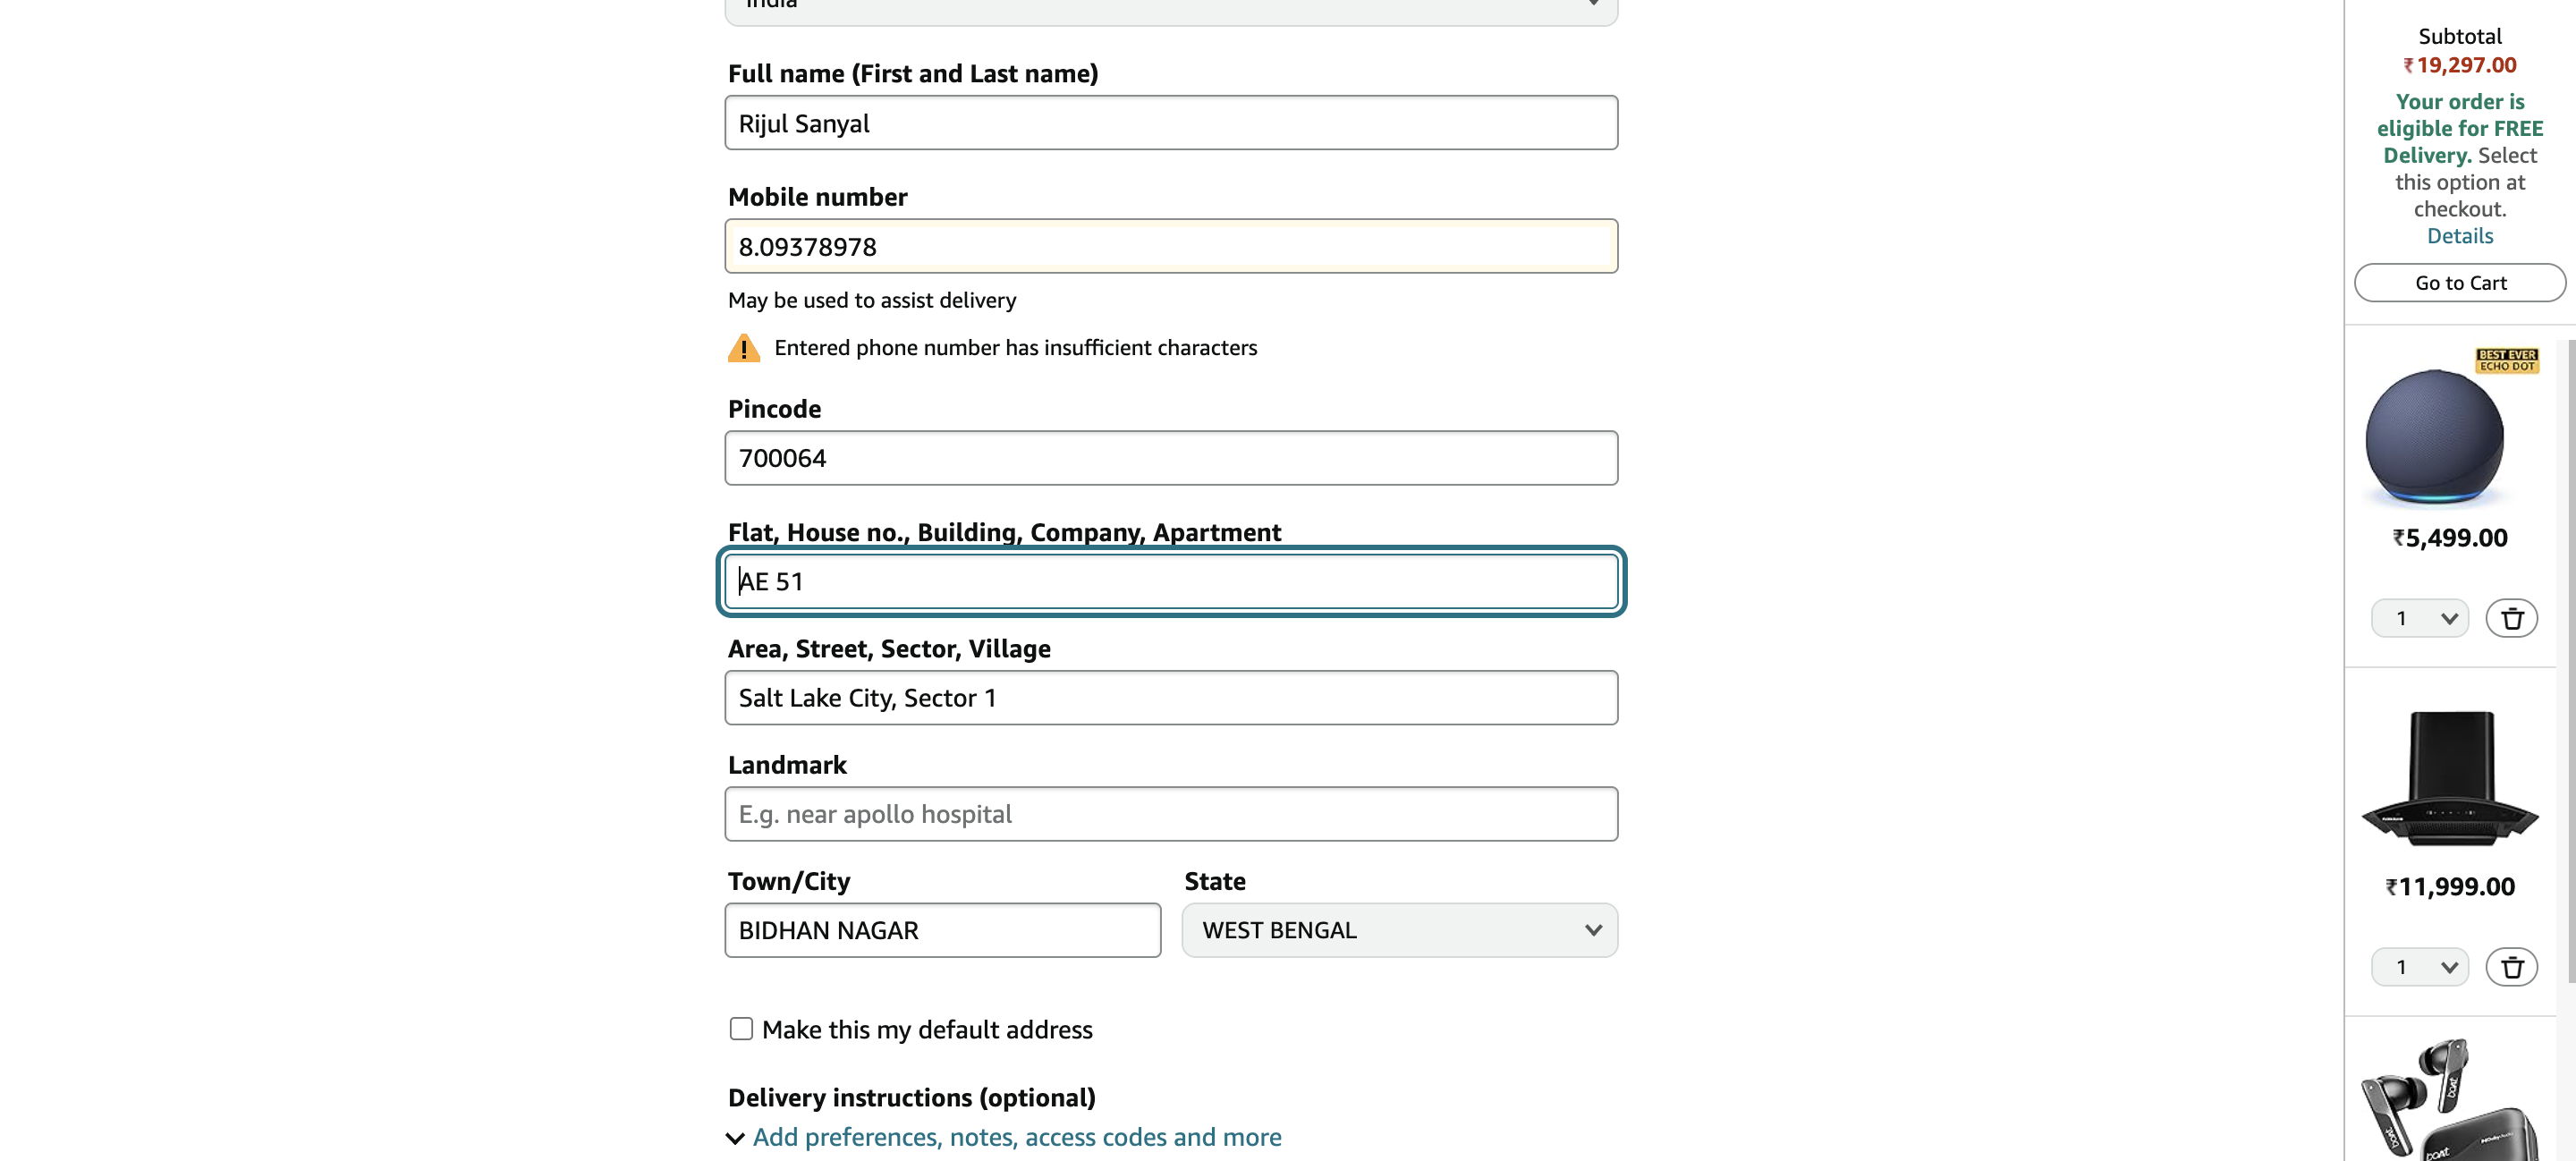 India
Full name (First and Last name)
Rijul Sanyal
Mobile number
8.09378978
May be used to assist delivery
Entered phone number has insufficient characters
Pincode
700064
Flat, House no., Building, Company, Apartment
AE 51
Area, Street, Sector, Village
Salt Lake City, Sector 1
Landmark
E.g. near apollo hospital
Town/City
State
BIDHAN NAGAR
WEST BENGAL
Make this my default address
Delivery instructions (optional)
Add preferences, notes, access codes and more
Subtotal
₹19,297.00
Your order is
eligible for FREE
Delivery. Select
this option at
checkout.
Details
Go to Cart
BEST EVER
ECHO DOT
₹5,499.00
1
₹11,999.00
1
boAt
boAt
boAt